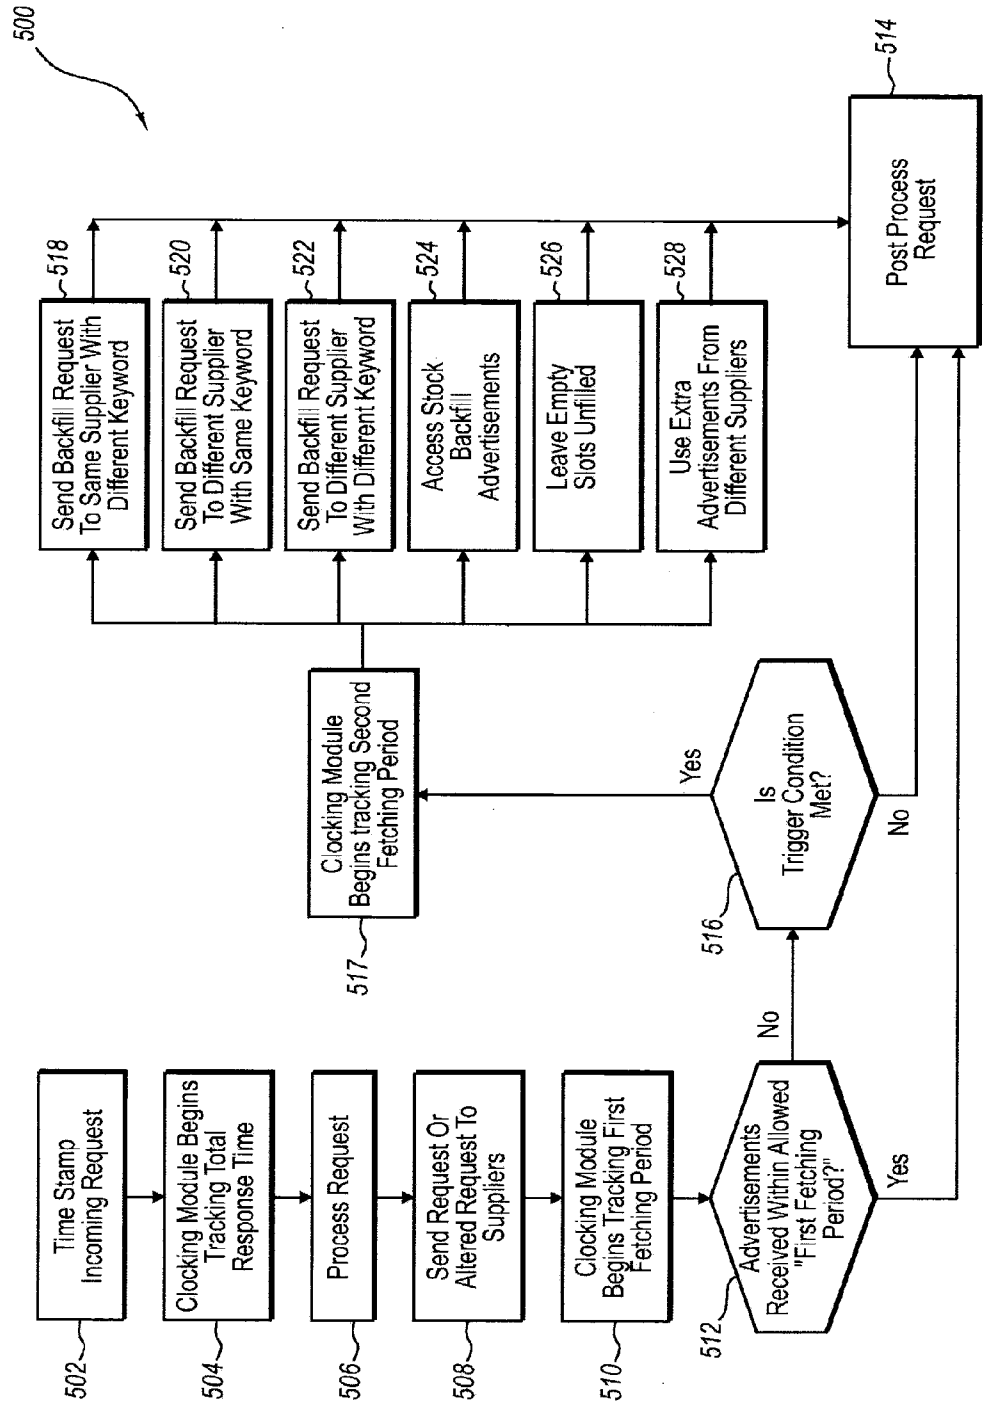 500
502
Time Stamp
Incoming Request
504
Clocking Module Begins
Tracking Total
Response Time
506
Process Request
508
Send Request Or
Altered Request To
Suppliers
510
Clocking Module
Begins Tracking First
Fetching Period
512
Advertisements
Received Within Allowed
"First Fetching
Period?"
No
Yes
516
Is
Trigger Condition
Met?
Yes
No
517
Clocking Module
Begins tracking Second
Fetching Period
518
Send Backfill Request
To Same Supplier With
Different Keyword
520
Send Backfill Request
To Different Supplier
With Same Keyword
522
Send Backfill Request
To Different Supplier
With Different Keyword
524
Access Stock
Backfill
Advertisements
526
Leave Empty
Slots Unfilled
528
Use Extra
Advertisements From
Different Suppliers
514
Post Process
Request